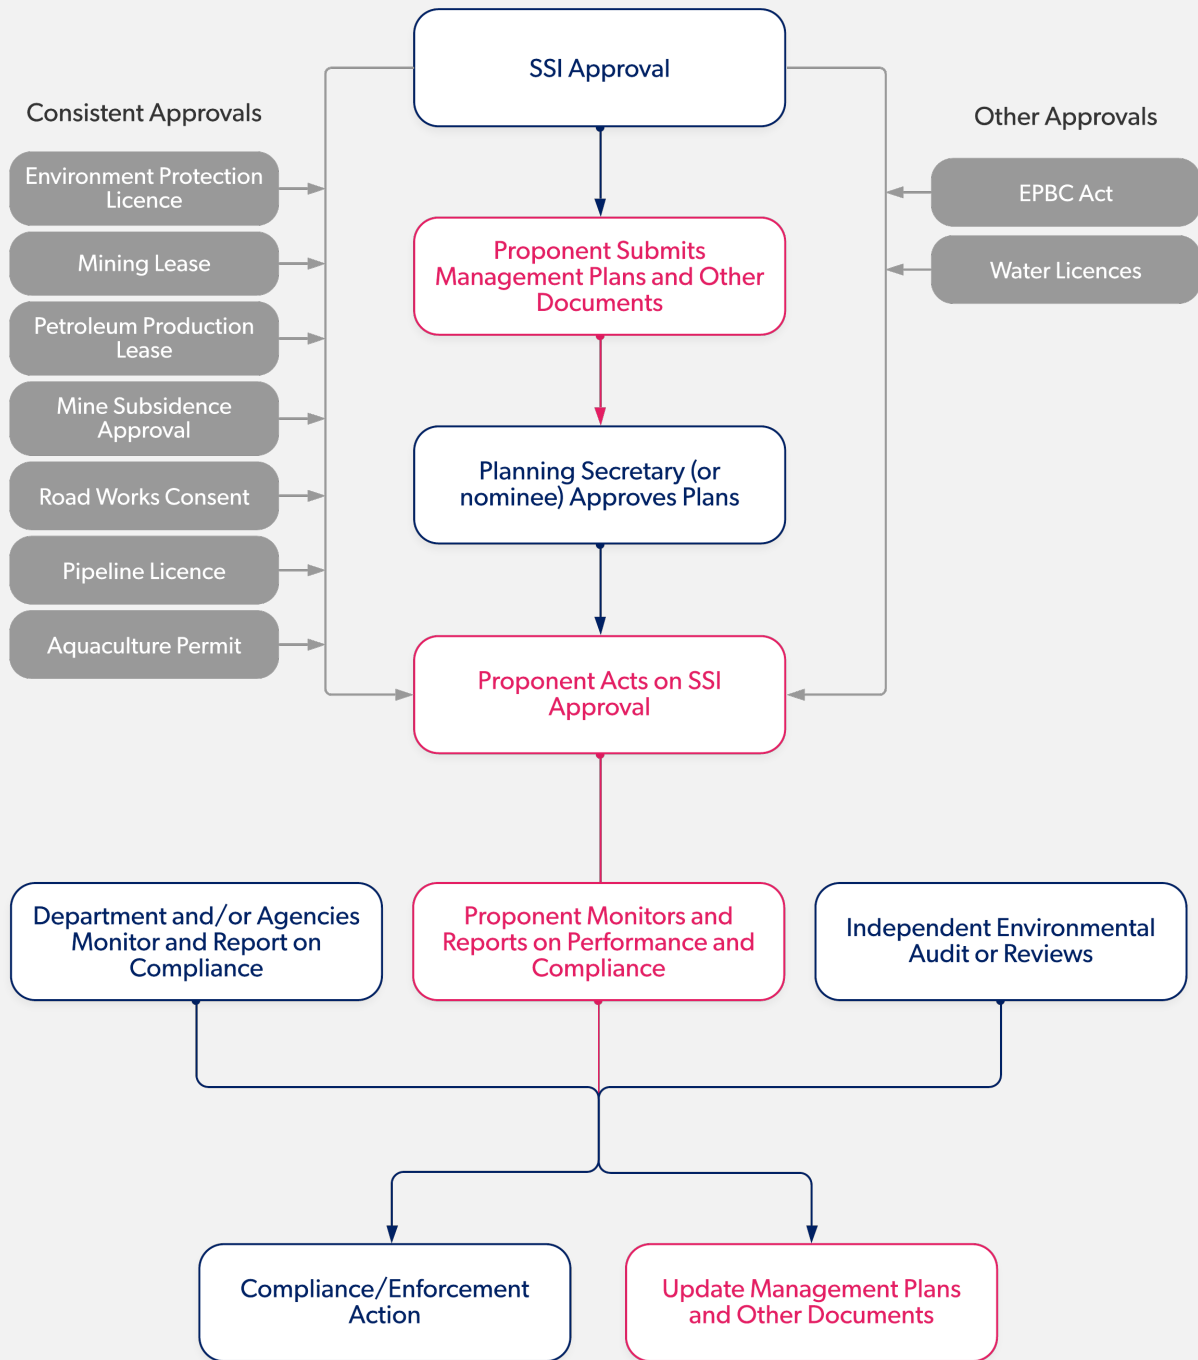 SSI Approval
Consistent Approvals
Environment Protection
Licence
Mining Lease
Petroleum Production
Lease
Mine Subsidence
Approval
Road Works Consent
Pipeline Licence
Aquaculture Permit
Other Approvals
EPBC Act
Water Licences
Proponent Submits
Management Plans and Other
Documents
Planning Secretary (or
nominee) Approves Plans
Proponent Acts on SSI
Approval
Department and/or Agencies
Monitor and Report on
Compliance
Proponent Monitors and
Reports on Performance and
Compliance
Independent Environmental
Audit or Reviews
Compliance/Enforcement
Action
Update Management Plans
and Other Documents